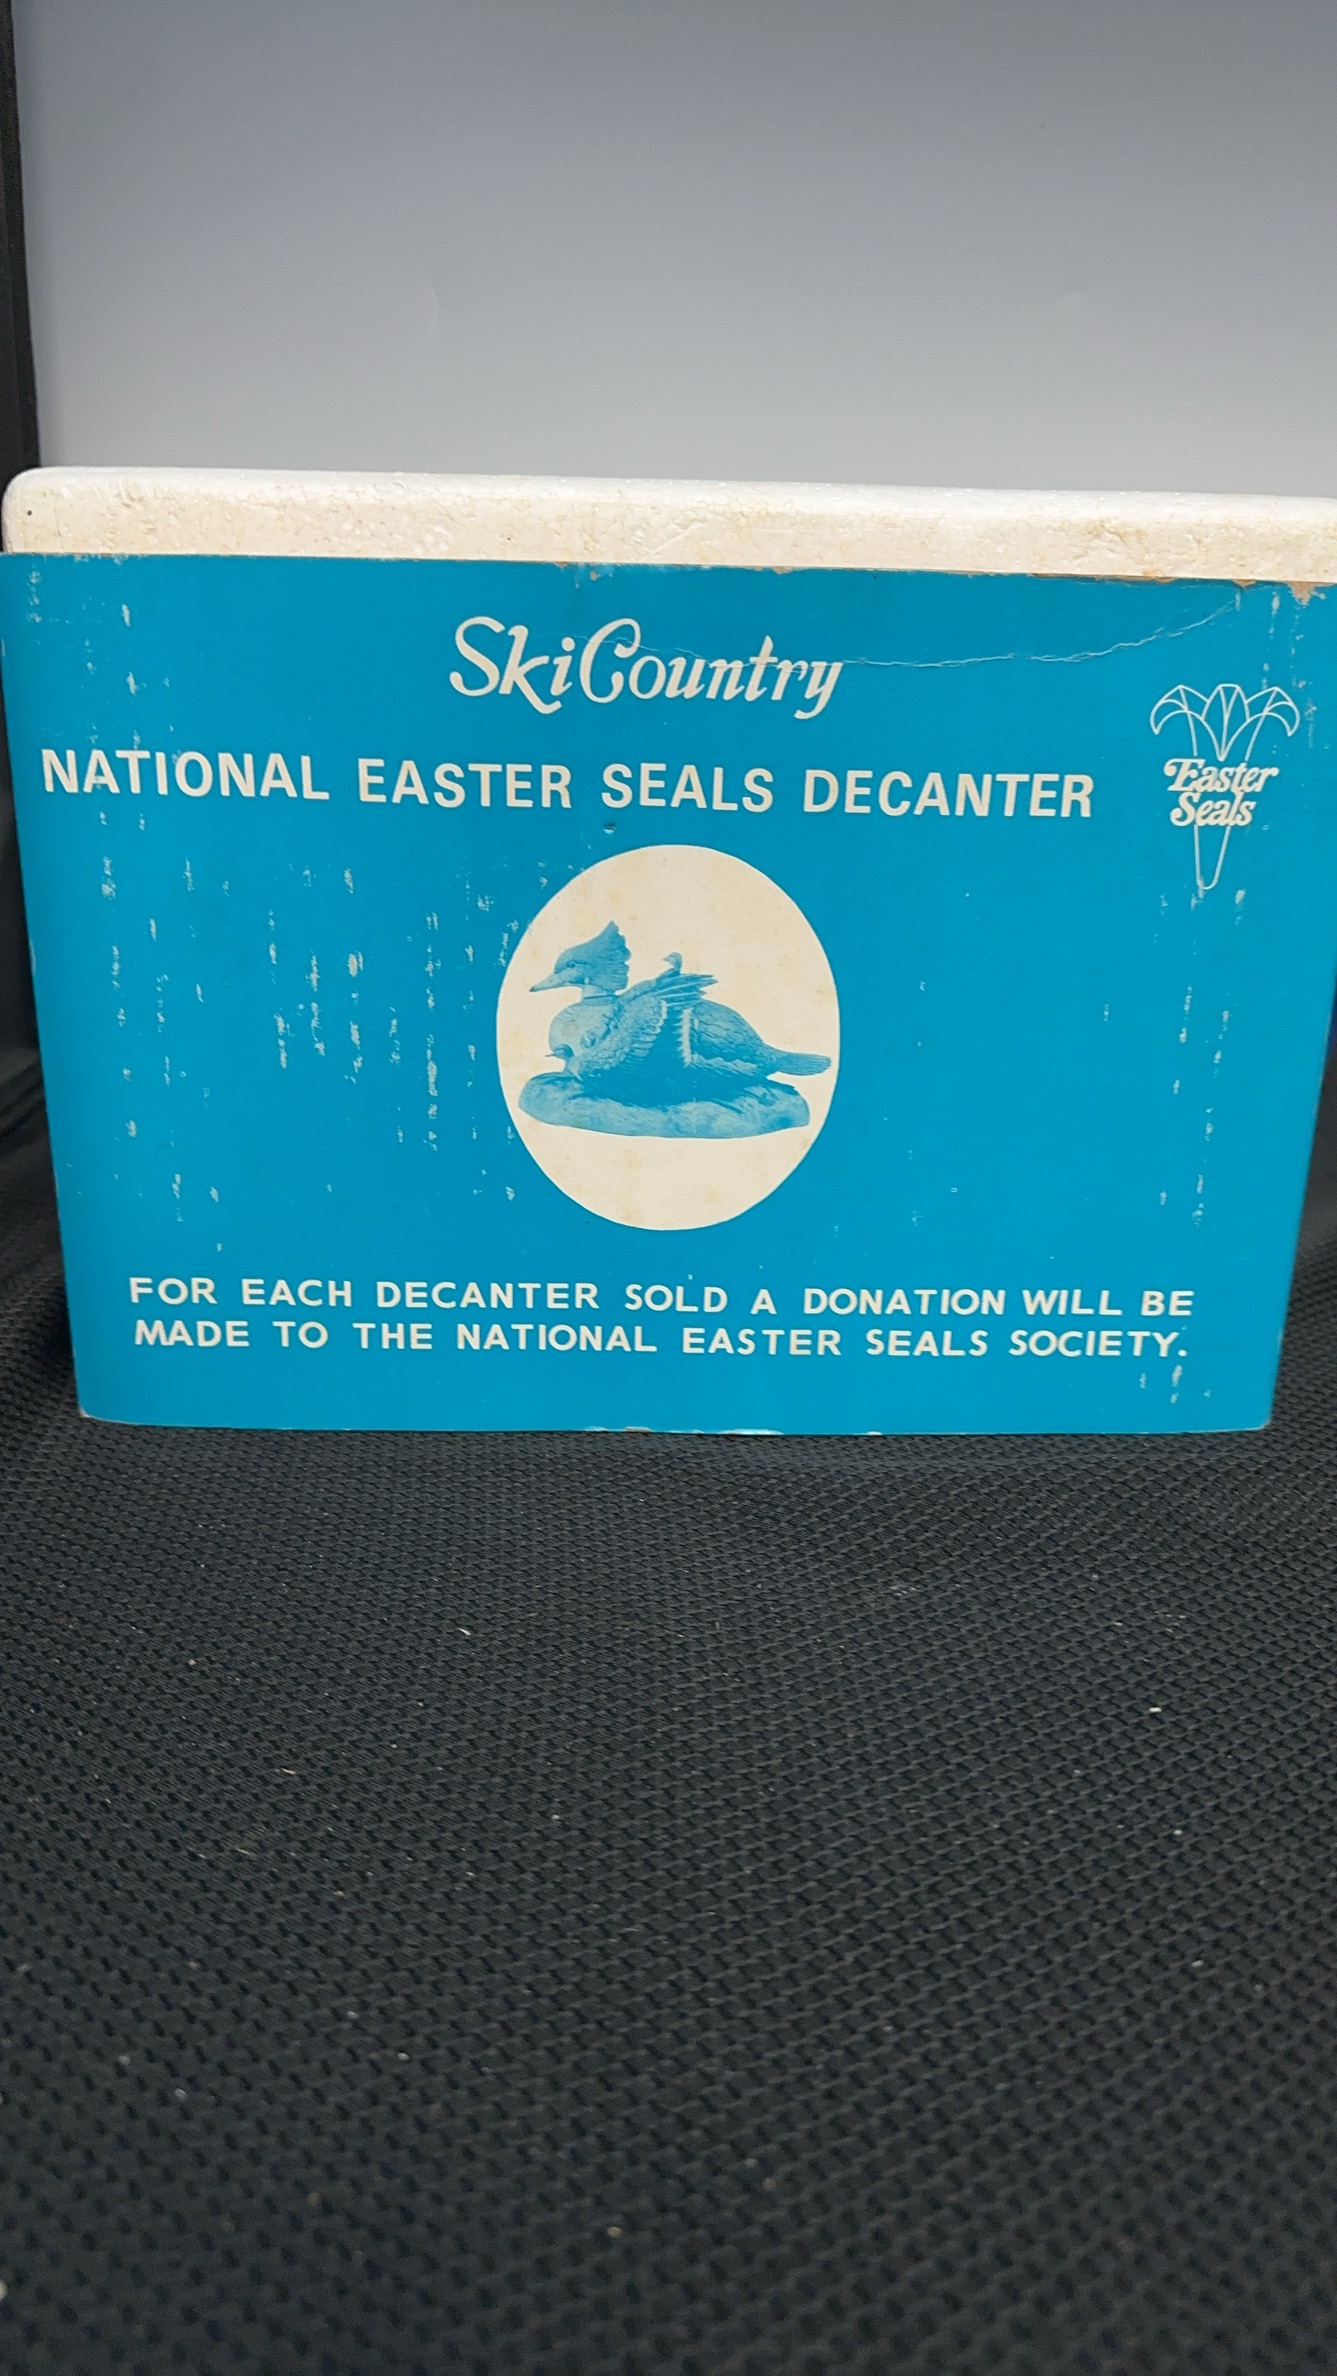 SkiCountry
NATIONAL EASTER SEALS DECANTER
Easter
Seals
FOR EACH DECANTER SOLD A DONATION WILL BE
MADE TO THE NATIONAL EASTER SEALS SOCIETY.